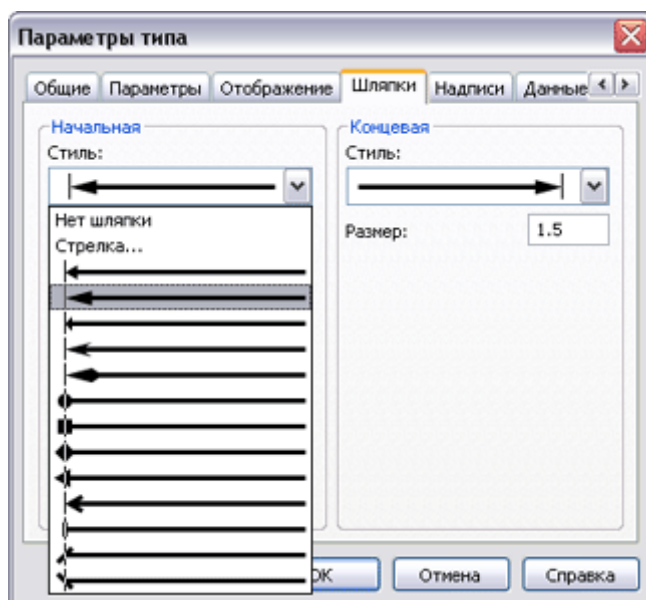 Параметры типа
Общие Параметры Отображение Шляпки Надписи Данные
Начальная
Стиль:
Нет шляпки
Стрелка...
Концевая
Стиль:
Размер: 1.5
ОК Отмена Справка